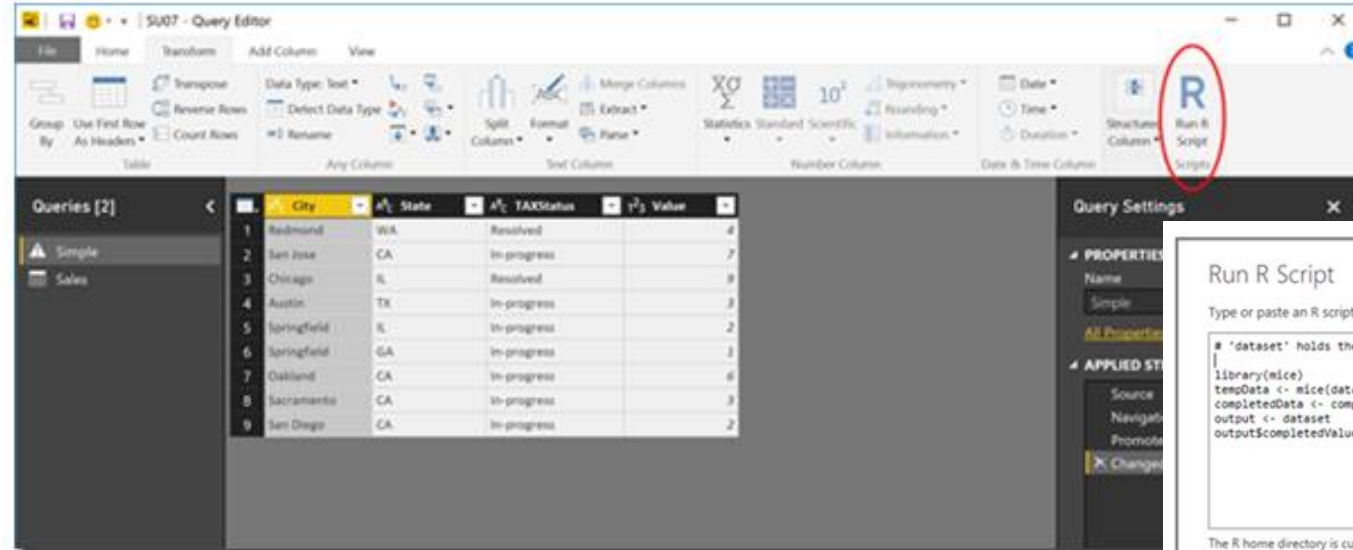 SU07 - Query Editor
File Home Transform Add Column View
Group By
Use First Row As Headers
Transpose
Reverse Rows
Count Rows
Table
Data Type: Text
Detect Data Type
Rename
Any Column
Split Column
Format
Merge Columns
Extract
Parse
Text Column
Statistics
Standard
Scientific
10²
Trigonometry
Rounding
Information
Number Column
Date
Time
Duration
Date & Time Column
Structured Column
R
Run R Script
Scripts
Queries [2]
Simple
Sales
City State TAXStatus Value
1 Redmond WA Resolved 4
2 San Jose CA In-progress 7
3 Chicago IL Resolved 9
4 Austin TX In-progress 3
5 Springfield IL In-progress 2
6 Springfield GA In-progress
7 Oakland CA In-progress 6
8 Sacramento CA In-progress 3
9 San Diego CA In-progress 2
Query Settings
PROPERTIES
Name
Simple
All Properties
APPLIED ST
Source
Navigat
Promote
Changed
Run R Script
Type or paste an R script
# 'dataset' holds the
library(mice)
tempData <- mice(data
completedData <- comp
output <- dataset
output$completedValue
The R home directory is cu